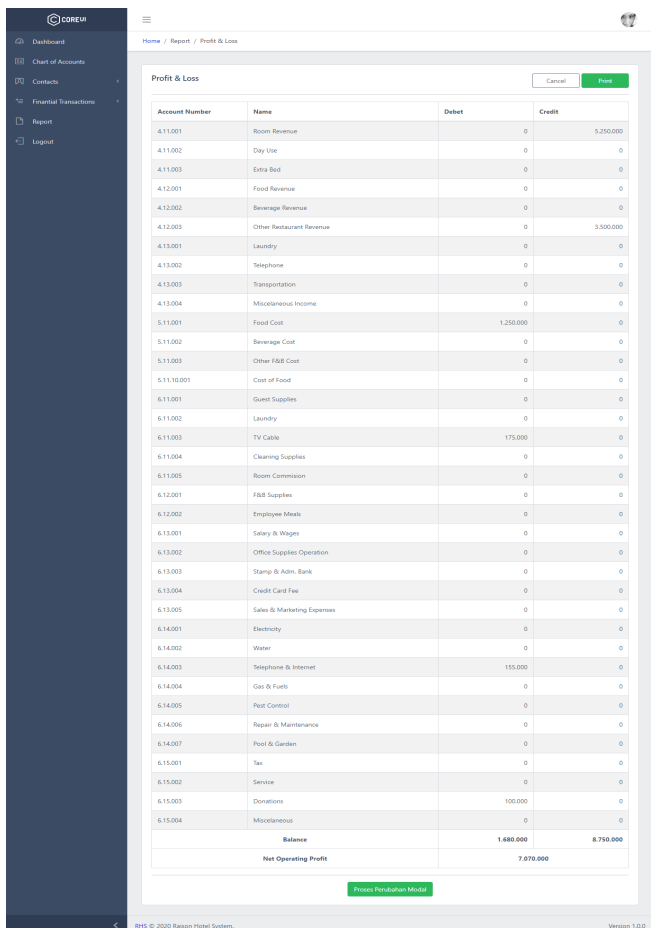 COREUI
Home / Report / Profit & Loss
Dashboard
Chart of Accounts
Contacts
Finantial Transactions
Report
Logout
Profit & Loss
Cancel
Print
Account Number Name Debet Credit
4.11.001 Room Revenue 0 5.250.000
4.11.002 Day Use 0 0
4.11.003 Extra Bed 0 0
4.12.001 Food Revenue 0 0
4.12.002 Beverage Revenue 0 0
4.12.003 Other Restaurant Revenue 0 3.500.000
4.13.001 Laundry 0 0
4.13.002 Telephone 0 0
4.13.003 Transportation 0 0
4.13.004 Miscelaneous Income 0 0
5.11.001 Food Cost 1.250.000 0
5.11.002 Beverage Cost 0 0
5.11.003 Other F&B Cost 0 0
5.11.10.001 Cost of Food 0 0
6.11.001 Guest Supplies 0 0
6.11.002 Laundry 0 0
6.11.003 TV Cable 175.000 0
6.11.004 Cleaning Supplies 0 0
6.11.005 Room Commision 0 0
6.12.001 F&B Supplies 0 0
6.12.002 Employee Meals 0 0
6.13.001 Salary & Wages 0 0
6.13.002 Office Supplies Operation 0 0
6.13.003 Stamp & Adm. Bank 0 0
6.13.004 Credit Card Fee 0 0
6.13.005 Sales & Marketing Expenses 0 0
6.14.001 Electricity 0 0
6.14.002 Water 0 0
6.14.003 Telephone & Internet 155.000 0
6.14.004 Gas & Fuels 0 0
6.14.005 Pest Control 0 0
6.14.006 Repair & Maintenance 0 0
6.14.007 Pool & Garden 0 0
6.15.001 Tax 0 0
6.15.002 Service 0 0
6.15.003 Donations 100.000 0
6.15.004 Miscelaneous 0 0
Balance 1.680.000 8.750.000
Net Operating Profit 7.070.000
Proses Perubahan Modal
RHS © 2020 Raison Hotel System.
Version 1.0.0